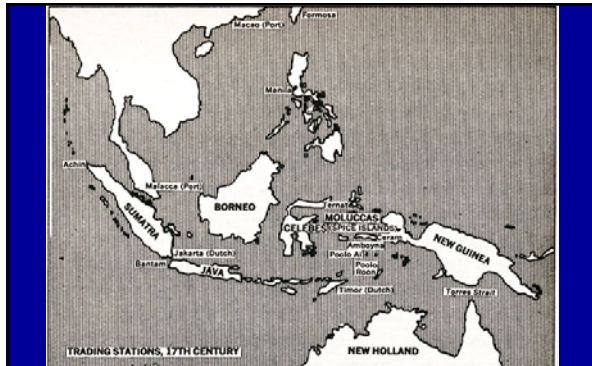 Formosa
Macao (Port)
Manila
Achin
Malacca (Port)
SUMATRA
BORNEO
Ternate
MOLUCCAS
(SPICE ISLANDS)
CELEBES
Ceram
Amboyna
Poolo Ai
Poolo
Roon
NEW GUINEA
Jakarta (Dutch)
Bantam
JAVA
Timor (Dutch)
Torres Strait
TRADING STATIONS, 17TH CENTURY
NEW HOLLAND